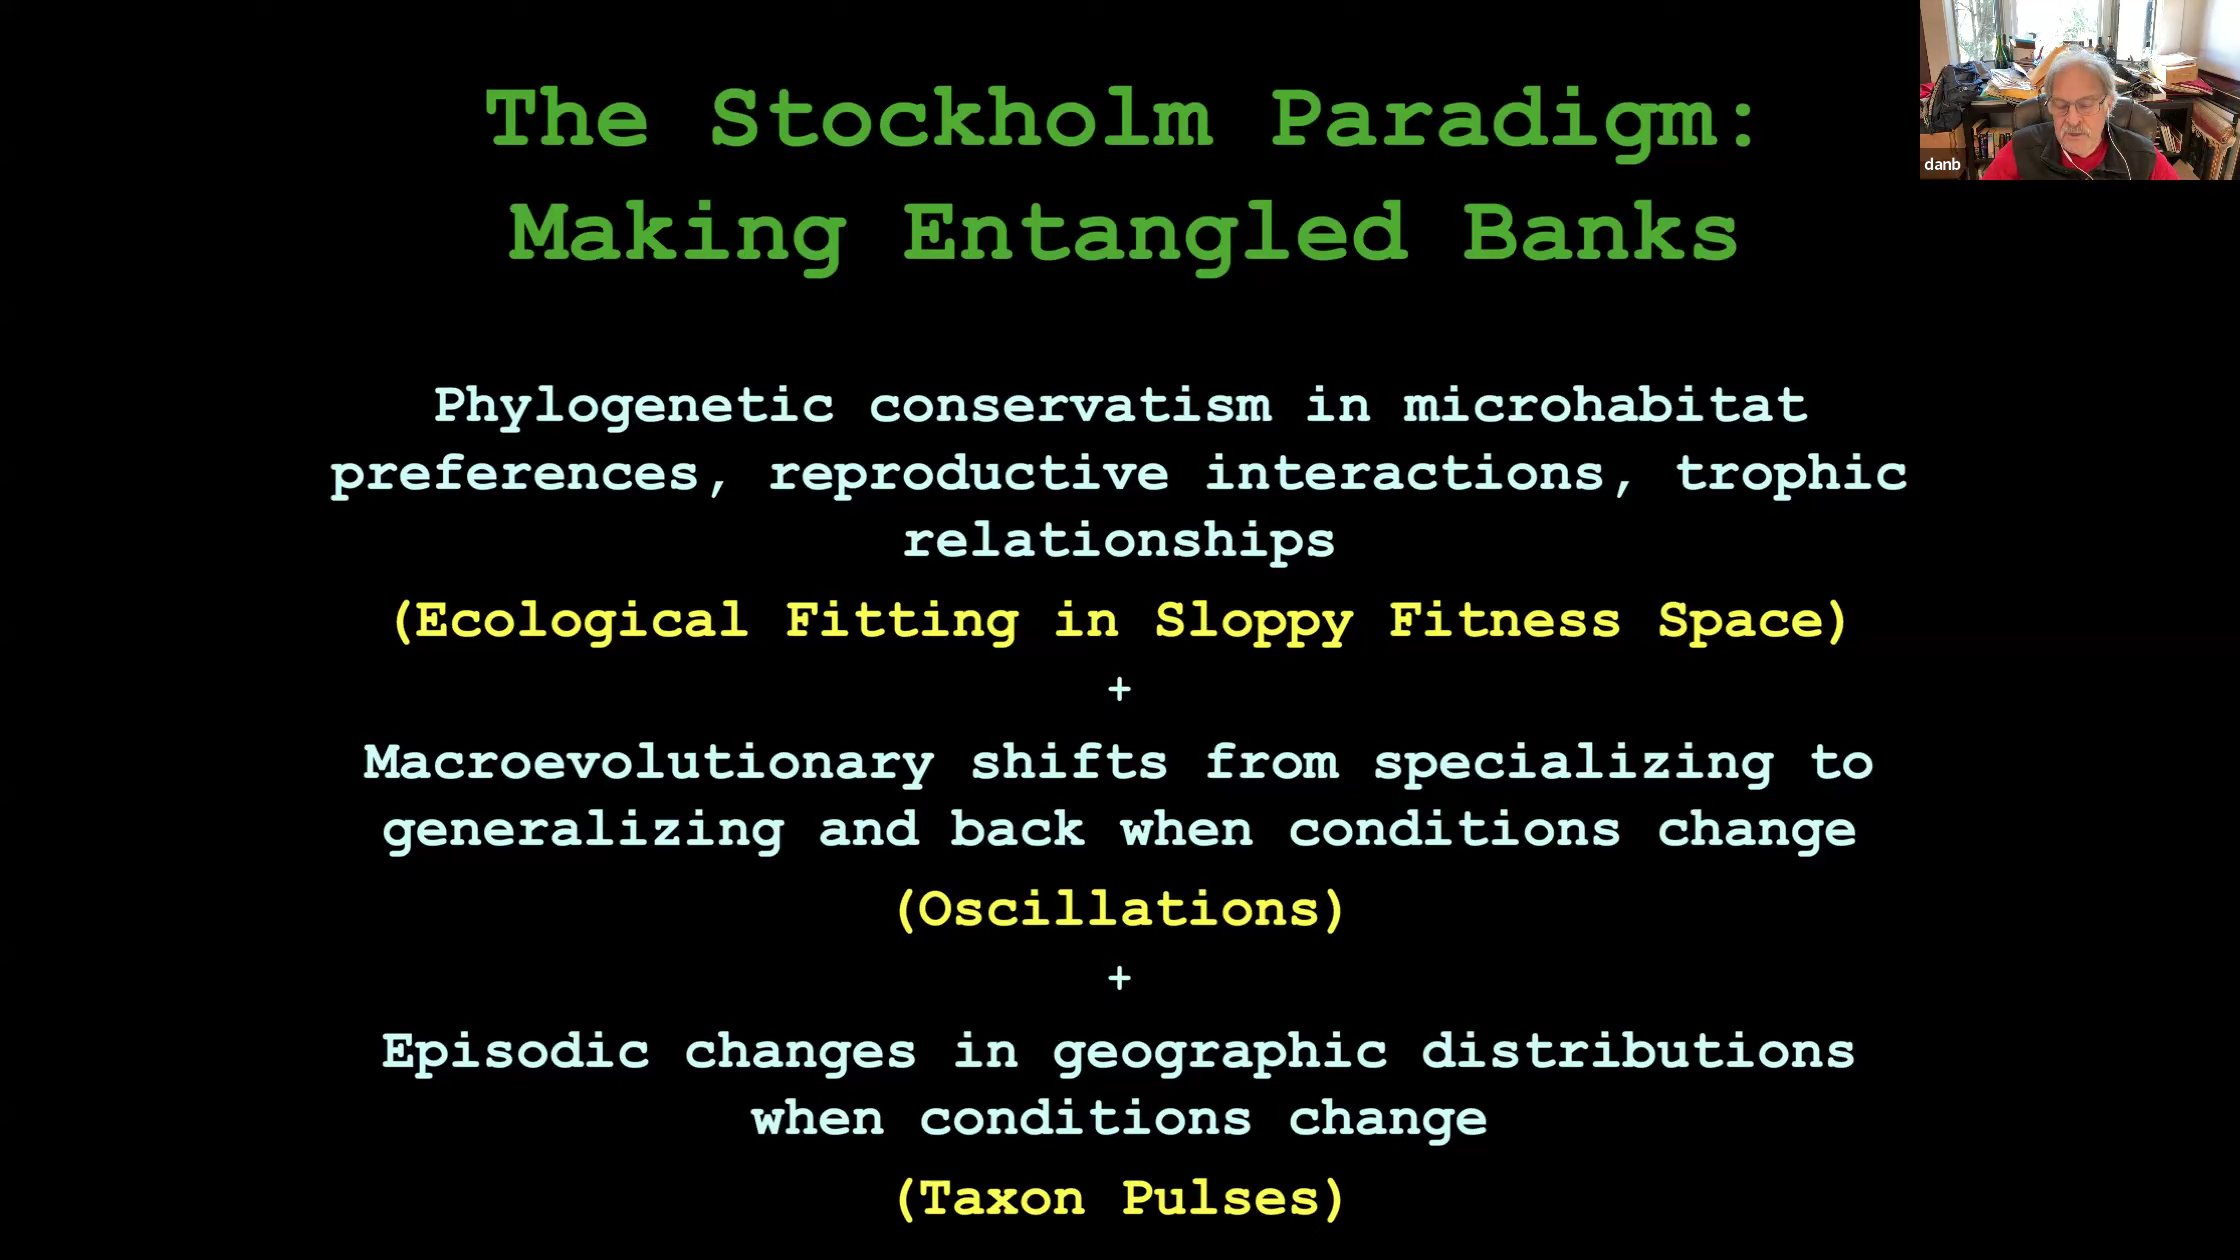 The Stockholm Paradigm:
Making Entangled Banks
danb
Phylogenetic conservatism in microhabitat
preferences, reproductive interactions, trophic
relationships
(Ecological Fitting in Sloppy Fitness Space)
+
Macroevolutionary shifts from specializing to
generalizing and back when conditions change
(Oscillations)
+
Episodic changes in geographic distributions
when conditions change
(Taxon Pulses)